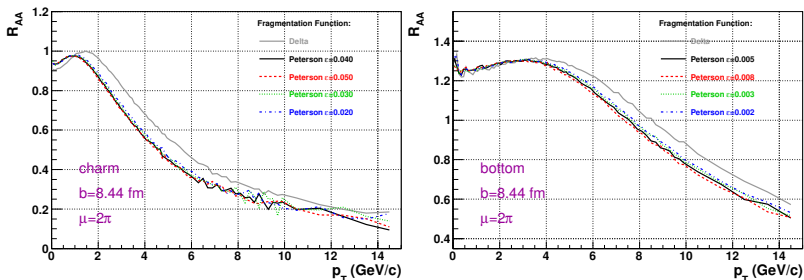 R_AA
1.2
1
0.8
0.6
0.4
0.2
0
0 2 4 6 8 10 12 14
p_T (GeV/c)
Fragmentation Function:
Delta
Peterson ε=0.040
Peterson ε=0.050
Peterson ε=0.030
Peterson ε=0.020
charm
b=8.44 fm
μ=2π
R_AA
1.4
1.2
1
0.8
0.6
0.4
0 2 4 6 8 10 12 14
p_T (GeV/c)
Fragmentation Function:
Delta
Peterson ε=0.005
Peterson ε=0.008
Peterson ε=0.003
Peterson ε=0.002
bottom
b=8.44 fm
μ=2π